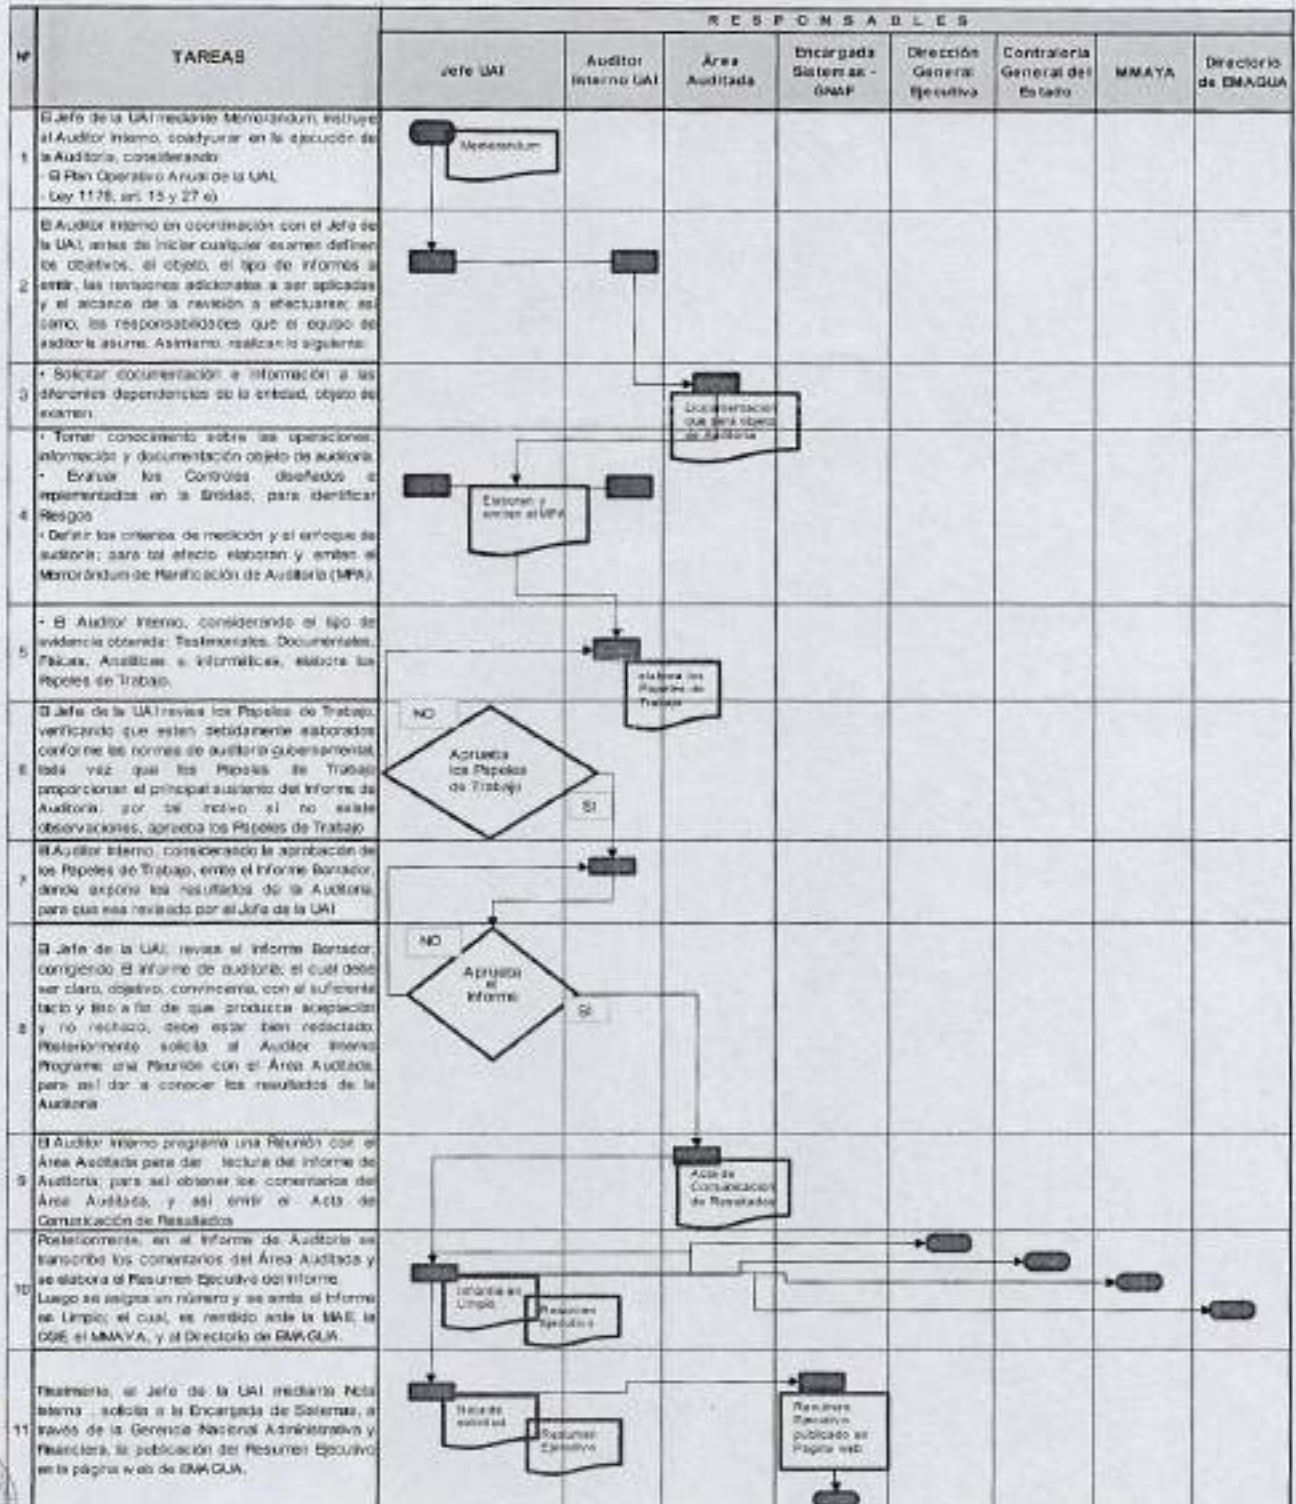 RESPONSABLES
Nº
TAREAS
Jefe UAI
Auditor
Interno UAI
Área
Auditada
Encargada
Sistemas -
GNAF
Dirección
General
Ejecutiva
Contraloría
General del
Estado
MMAYA
Directorio
de EMAGUA
1
El Jefe de la UAI mediante Memorandum, instruye
al Auditor Interno, coadyuvar en la ejecución de
la Auditoría, considerando:
- El Plan Operativo Anual de la UAI,
- Ley 1178, art. 15 y 27 e)
Memorandum
2
El Auditor Interno en coordinación con el Jefe de
la UAI, antes de iniciar cualquier examen definen
los objetivos, el objeto, el tipo de informes a
emitir, las revisiones adicionales a ser aplicadas
y el alcance de la revisión a efectuarse; así
como, las responsabilidades que el equipo de
auditoría asume. Asimismo, realizan lo siguiente:
3
• Solicitar documentación e información a las
diferentes dependencias de la entidad, objeto de
examen.
Documentación
que será objeto
de Auditoría
4
• Tomar conocimiento sobre las operaciones,
información y documentación objeto de auditoría.
• Evaluar los Controles diseñados e
implementados en la Entidad, para identificar
Riesgos
• Definir los criterios de medición y el enfoque de
auditoría; para tal efecto elaboran y emiten el
Memorándum de Planificación de Auditoría (MPA).
Elaboran y
emiten el MPA
5
• El Auditor Interno, considerando el tipo de
evidencia obtenida: Testimoniales, Documentales,
Físicas, Analíticas e informáticas, elabora los
Papeles de Trabajo.
elabora los
Papeles de
Trabajo
6
El Jefe de la UAI revisa los Papeles de Trabajo,
verificando que esten debidamente elaborados
conforme las normas de auditoría gubernamental,
toda vez que los Papeles de Trabajo
proporcionan el principal sustento del Informe de
Auditoría; por tal motivo si no existe
observaciones, aprueba los Papeles de Trabajo
NO
Aprueba
los Papeles
de Trabajo
SI
7
El Auditor Interno, considerando la aprobación de
los Papeles de Trabajo, emite el Informe Borrador,
donde expone los resultados de la Auditoría,
para que sea revisado por el Jefe de la UAI
8
El Jefe de la UAI, revisa el Informe Borrador,
corrigiendo El informe de auditoría; el cual debe
ser claro, objetivo, convincente, con el suficiente
tacto y tino a fin de que produzca aceptación
y no rechazo, debe estar bien redactado.
Posteriormente solicita al Auditor Interno
Programe una Reunión con el Área Auditada,
para así dar a conocer los resultados de la
Auditoría
NO
Aprueba
el
Informe
SI
9
El Auditor Interno programa una Reunión con el
Área Auditada para dar lectura del informe de
Auditoría; para así obtener los comentarios del
Área Auditada, y así emitir el Acta de
Comunicación de Resultados
Acta de
Comunicación
de Resultados
10
Posteriormente, en el Informe de Auditoría se
transcribe los comentarios del Área Auditada y
se elabora el Resumen Ejecutivo del Informe.
Luego se asigna un número y se emite el Informe
en Limpio; el cual, es remitido ante la MAE, la
CGE, el MMAYA, y al Directorio de EMAGUA.
Informe en
Limpio
Resumen
Ejecutivo
11
Finalmente, el Jefe de la UAI mediante Nota
Interna solicita a la Encargada de Sistemas, a
través de la Gerencia Nacional Administrativa y
Financiera, la publicación del Resumen Ejecutivo
en la página web de EMAGUA.
Nota de
solicitud
Resumen
Ejecutivo
Resumen
Ejecutivo
publicado en
Página web